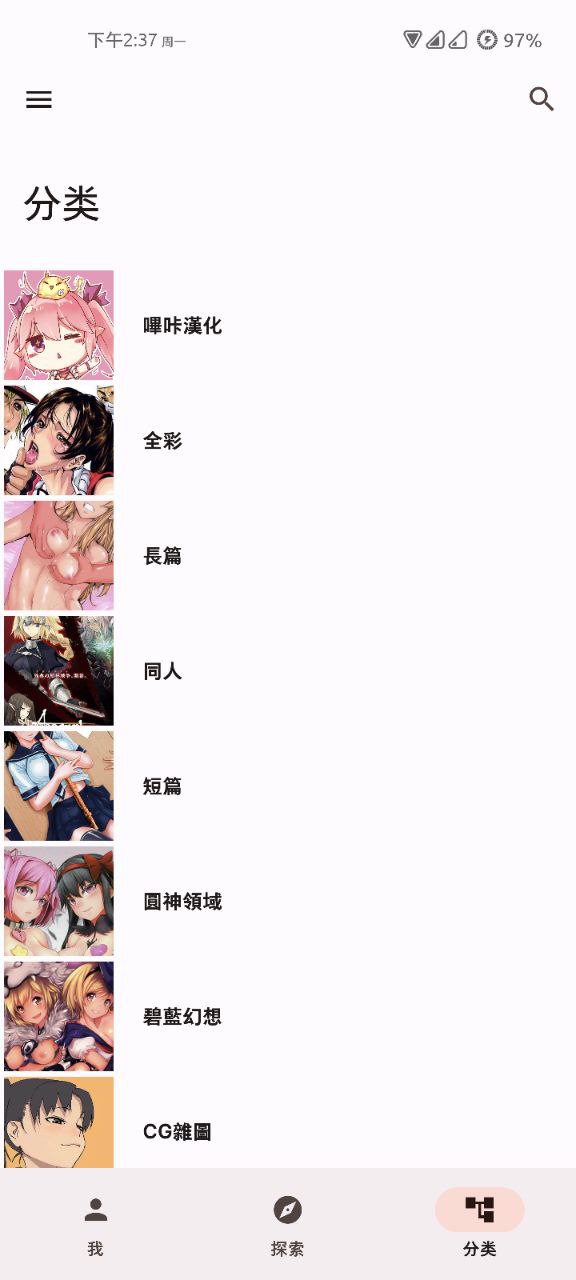 下午2:37 周一
97%
分类
嗶咔漢化
全彩
長篇
同人
短篇
圓神領域
碧藍幻想
CG雜圖
我
探索
分类